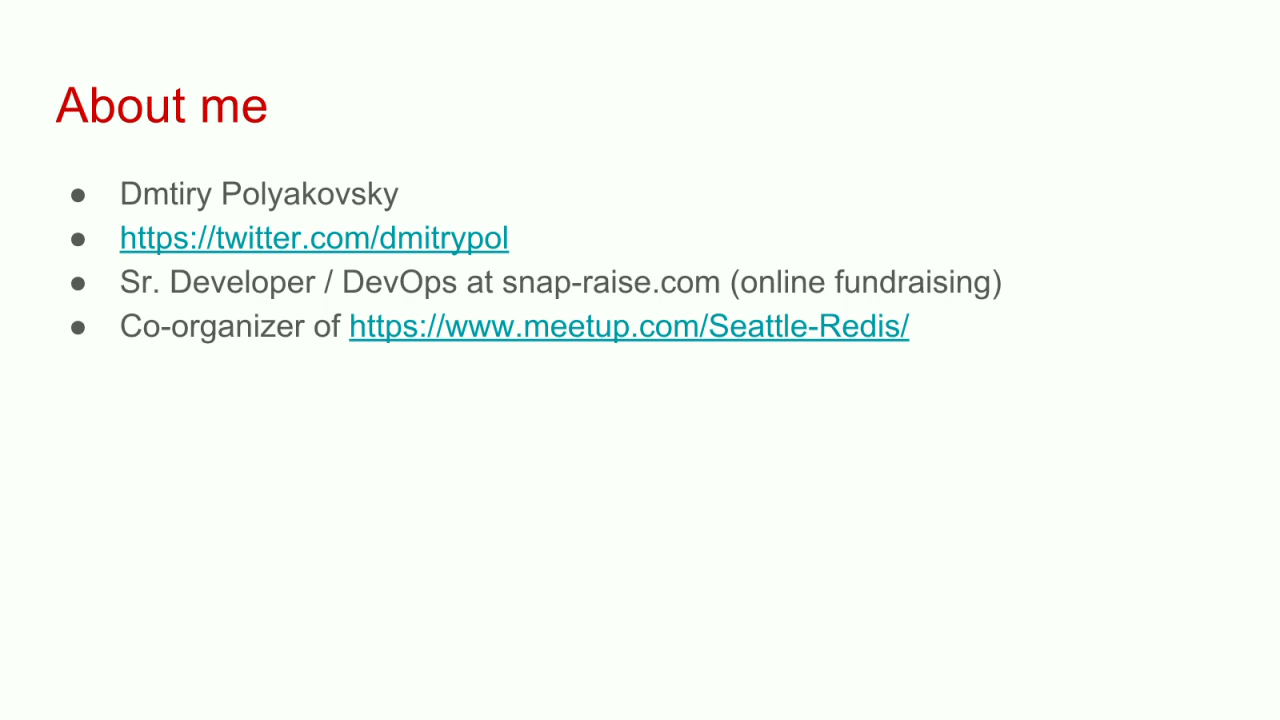 About me
● Dmtiry Polyakovsky
● https://twitter.com/dmitrypol
● Sr. Developer / DevOps at snap-raise.com (online fundraising)
● Co-organizer of https://www.meetup.com/Seattle-Redis/